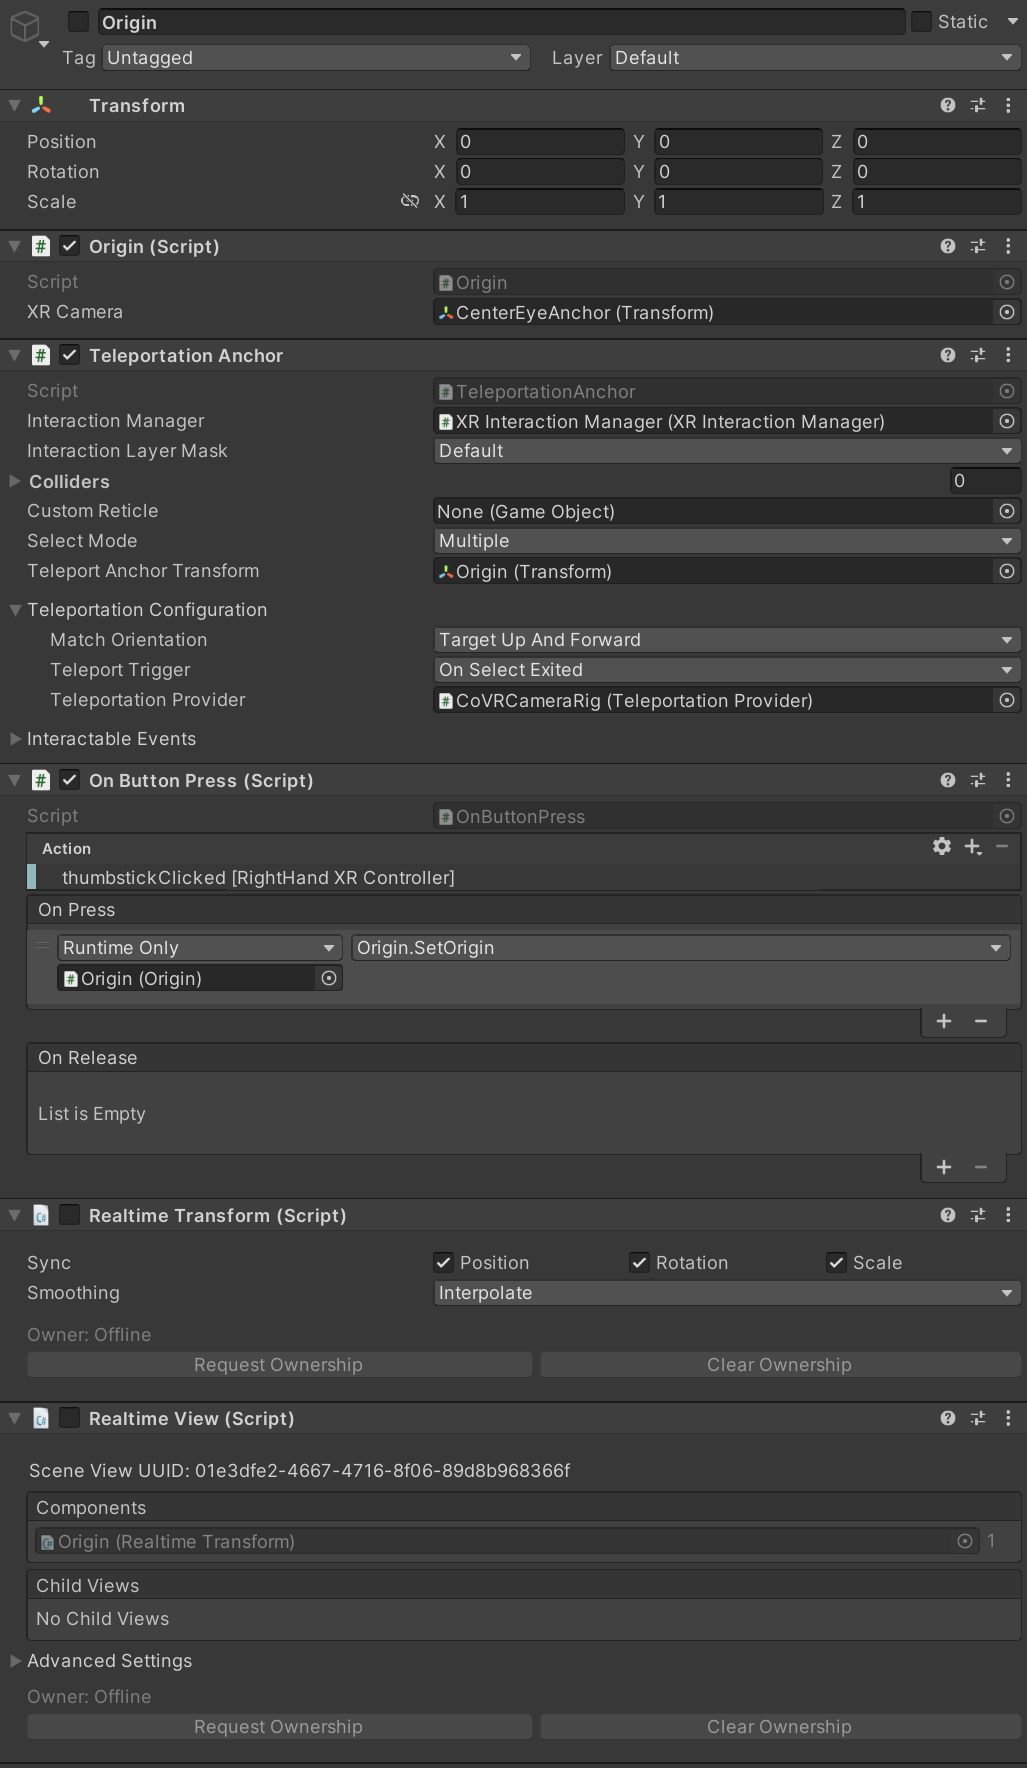 Origin Static
Tag Untagged Layer Default
Transform
Position X 0 Y 0 Z 0
Rotation X 0 Y 0 Z 0
Scale X 1 Y 1 Z 1
# Origin (Script)
Script # Origin
XR Camera CenterEyeAnchor (Transform)
# Teleportation Anchor
Script # TeleportationAnchor
Interaction Manager # XR Interaction Manager (XR Interaction Manager)
Interaction Layer Mask Default
Colliders 0
Custom Reticle None (Game Object)
Select Mode Multiple
Teleport Anchor Transform Origin (Transform)
Teleportation Configuration
Match Orientation Target Up And Forward
Teleport Trigger On Select Exited
Teleportation Provider # CoVRCameraRig (Teleportation Provider)
Interactable Events
# On Button Press (Script)
Script # OnButtonPress
Action
thumbstickClicked [RightHand XR Controller]
On Press
Runtime Only Origin.SetOrigin
# Origin (Origin)
On Release
List is Empty
C# Realtime Transform (Script)
Sync Position Rotation Scale
Smoothing Interpolate
Owner: Offline
Request Ownership Clear Ownership
C# Realtime View (Script)
Scene View UUID: 01e3dfe2-4667-4716-8f06-89d8b968366f
Components
Origin (Realtime Transform) 1
Child Views
No Child Views
Advanced Settings
Owner: Offline
Request Ownership Clear Ownership